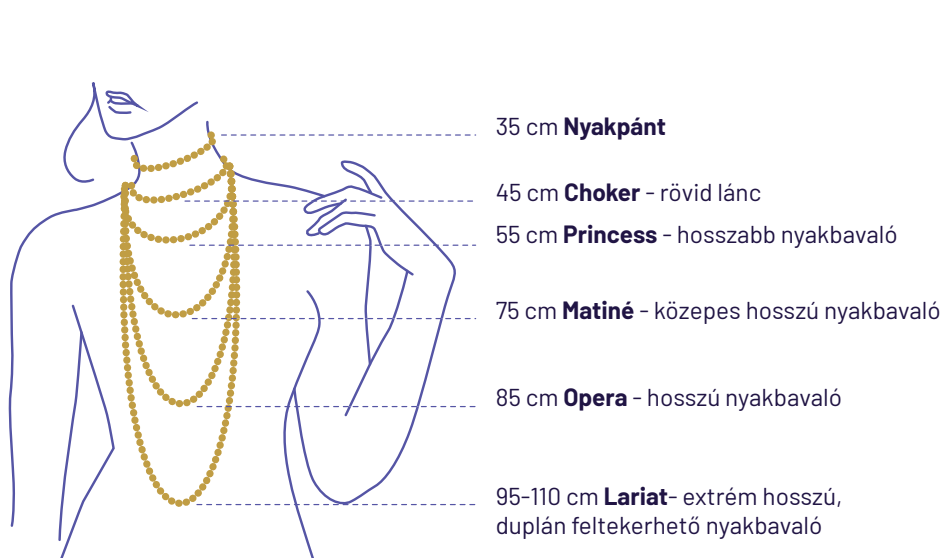 35 cm Nyakpánt
45 cm Choker - rövid lánc
55 cm Princess - hosszabb nyakbavaló
75 cm Matiné - közepes hosszú nyakbavaló
85 cm Opera - hosszú nyakbavaló
95-110 cm Lariat- extrém hosszú,
duplán feltekerhető nyakbavaló